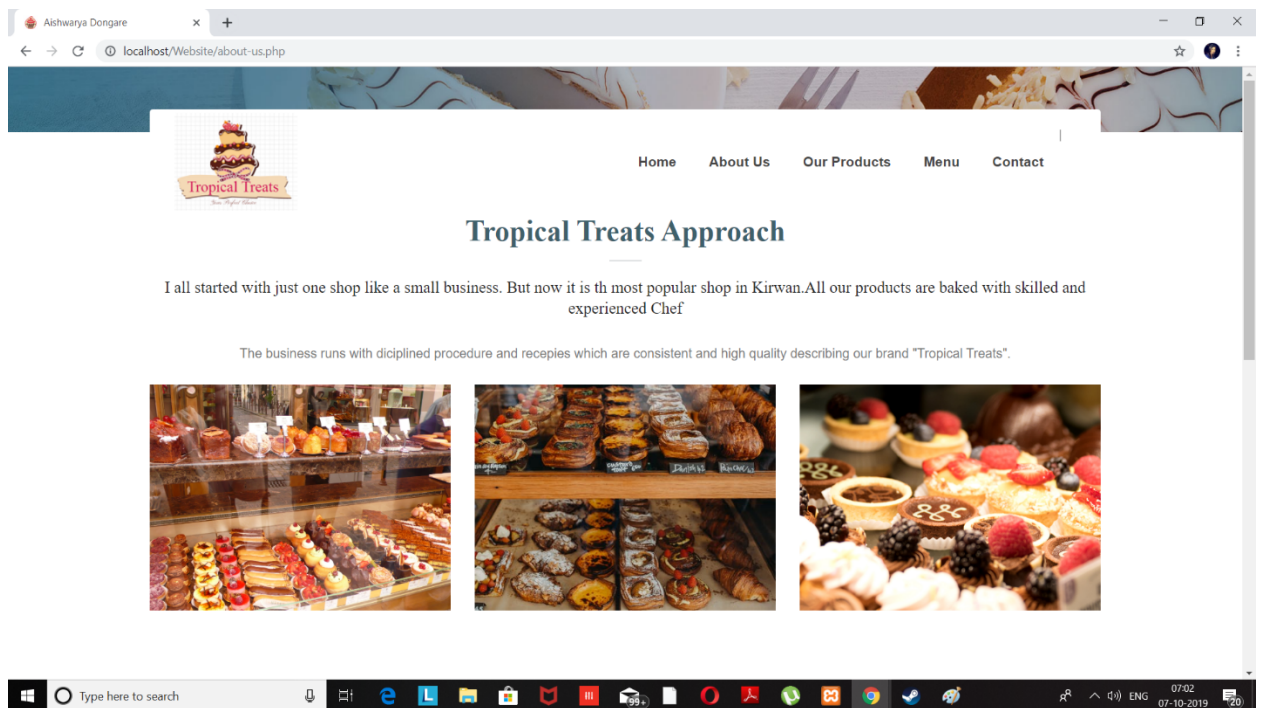 Aishwarya Dongare
localhost/Website/about-us.php
Tropical Treats
Home About Us Our Products Menu Contact
Tropical Treats Approach
I all started with just one shop like a small business. But now it is th most popular shop in Kirwan.All our products are baked with skilled and
experienced Chef
The business runs with diciplined procedure and recepies which are consistent and high quality describing our brand "Tropical Treats".
Type here to search
99+
ENG
07:02
07-10-2019
20